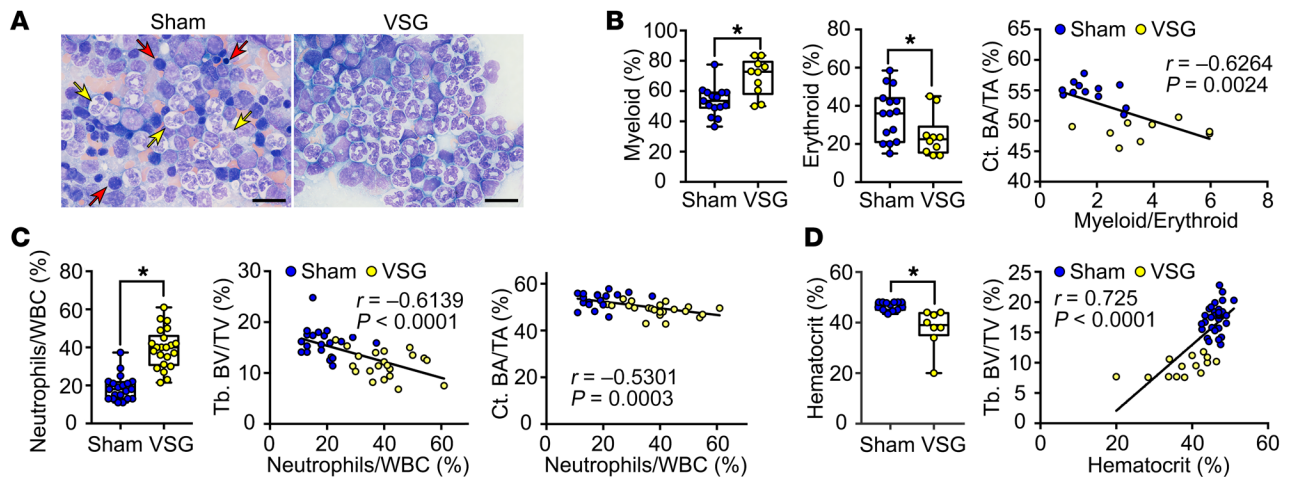 A
Sham
VSG
B
Myeloid (%)
100
80
60
40
20
0
*
Sham VSG
Erythroid (%)
80
60
40
20
0
*
Sham VSG
Sham VSG
r = –0.6264
P = 0.0024
Ct. BA/TA (%)
65
60
55
50
45
40
0 2 4 6 8
Myeloid/Erythroid
C
Neutrophils/WBC (%)
80
60
40
20
0
*
Sham VSG
Sham VSG
r = –0.6139
P < 0.0001
Tb. BV/TV (%)
30
20
10
0
0 20 40 60
Neutrophils/WBC (%)
Ct. BA/TA (%)
60
40
20
0
r = –0.5301
P = 0.0003
0 20 40 60
Neutrophils/WBC (%)
D
Hematocrit (%)
60
40
20
0
*
Sham VSG
Sham VSG
r = 0.725
P < 0.0001
Tb. BV/TV (%)
25
20
15
10
5
0
0 20 40 60
Hematocrit (%)